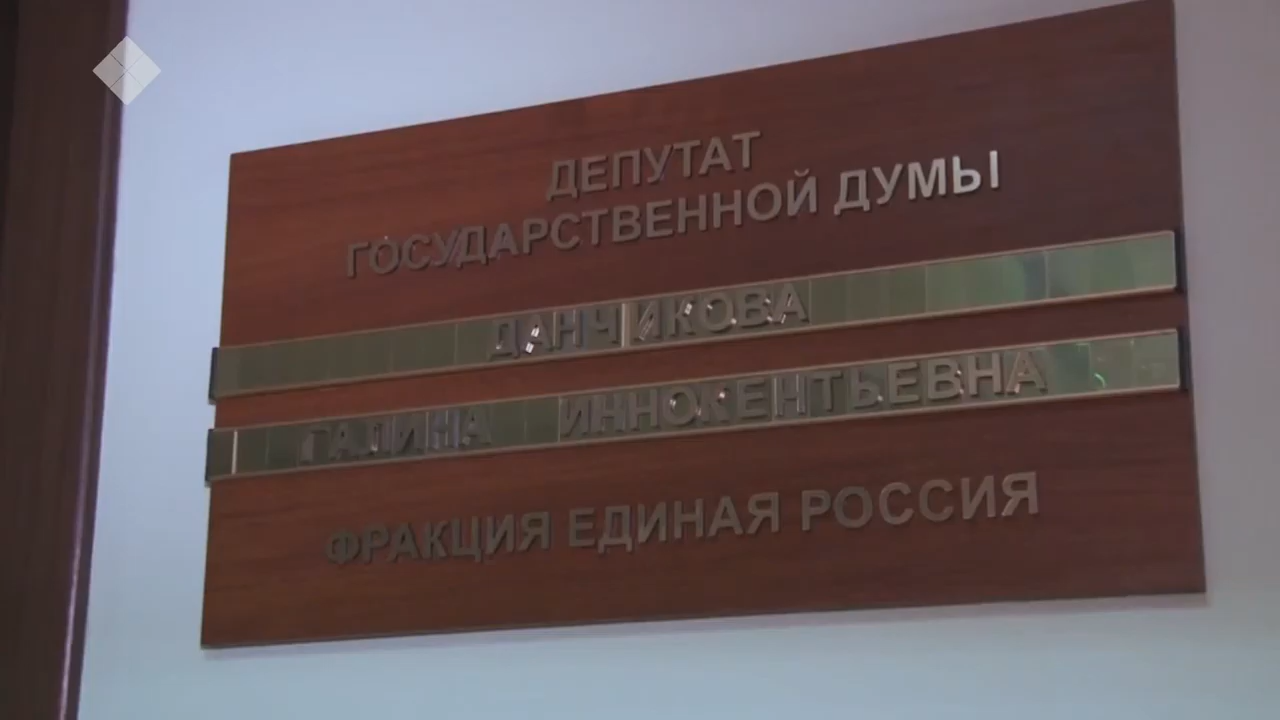 ДЕПУТАТ
ГОСУДАРСТВЕННОЙ ДУМЫ
ДАНЧИКОВА
ГАЛИНА ИННОКЕНТЬЕВНА
ФРАКЦИЯ ЕДИНАЯ РОССИЯ